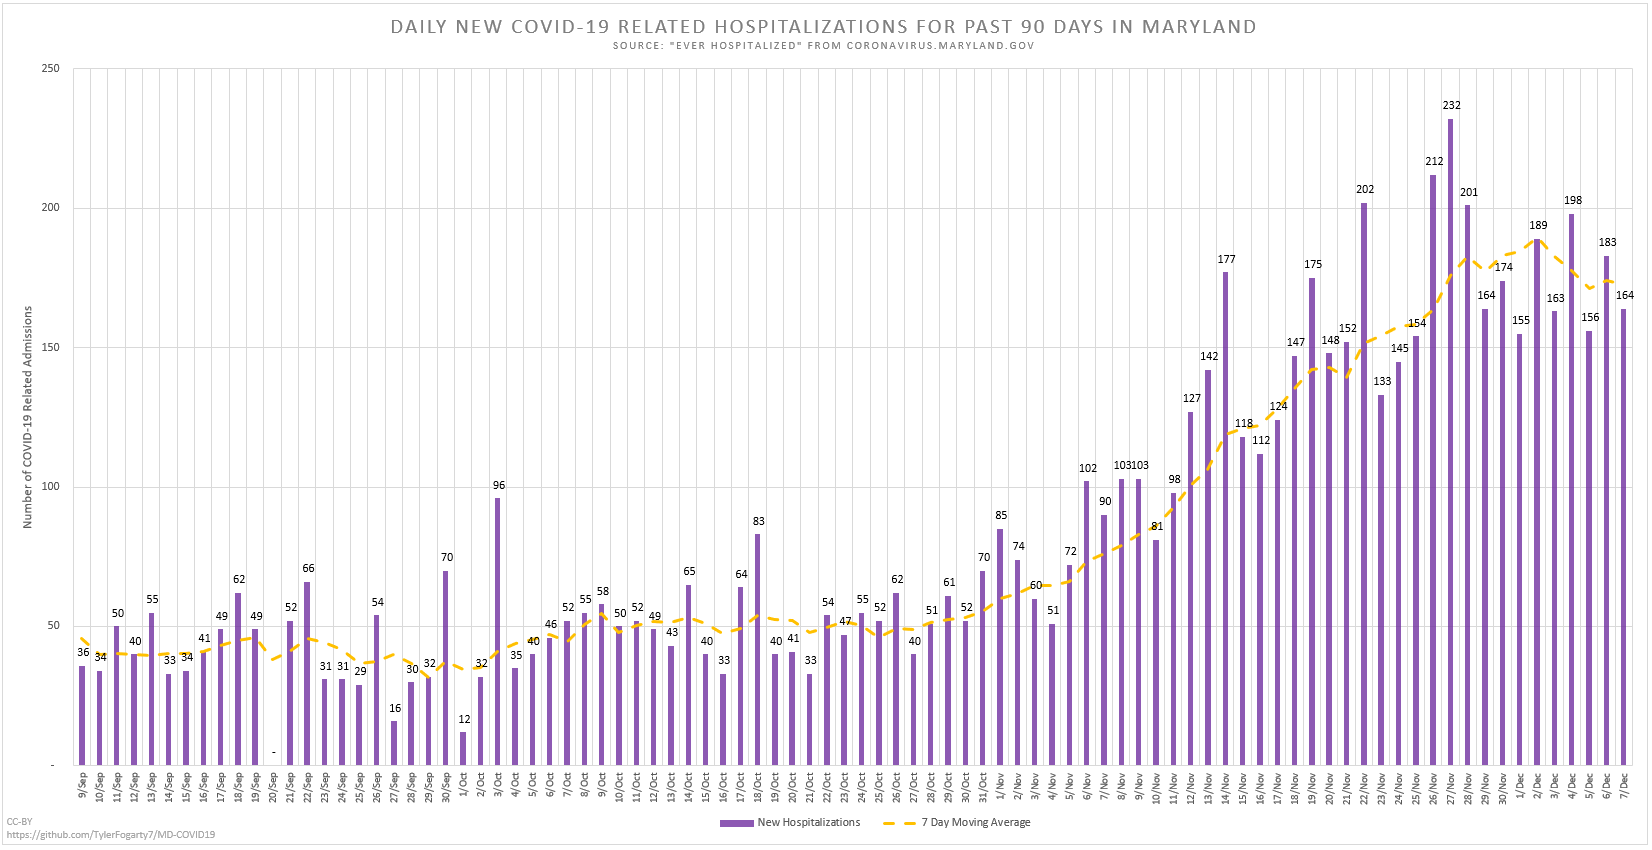 DAILY NEW COVID-19 RELATED HOSPITALIZATIONS FOR PAST 90 DAYS IN MARYLAND
SOURCE: "EVER HOSPITALIZED" FROM CORONAVIRUS.MARYLAND.GOV
Number of COVID-19 Related Admissions
250
200
150
100
50
-
36 34 50 40 55 33 34 41 49 62 49 - 52 66 31 31 29 54 16 30 32 70 12 32 96 35 40 46 52 55 58 50 52 49 43 65 40 33 64 83 40 41 33 54 47 55 52 62 40 51 61 52 70 85 74 60 51 72 102 90 103 103 81 98 127 142 177 118 112 124 147 175 148 152 202 133 145 154 212 232 201 164 174 155 189 163 198 156 183 164
9/Sep 10/Sep 11/Sep 12/Sep 13/Sep 14/Sep 15/Sep 16/Sep 17/Sep 18/Sep 19/Sep 20/Sep 21/Sep 22/Sep 23/Sep 24/Sep 25/Sep 26/Sep 27/Sep 28/Sep 29/Sep 30/Sep 1/Oct 2/Oct 3/Oct 4/Oct 5/Oct 6/Oct 7/Oct 8/Oct 9/Oct 10/Oct 11/Oct 12/Oct 13/Oct 14/Oct 15/Oct 16/Oct 17/Oct 18/Oct 19/Oct 20/Oct 21/Oct 22/Oct 23/Oct 24/Oct 25/Oct 26/Oct 27/Oct 28/Oct 29/Oct 30/Oct 31/Oct 1/Nov 2/Nov 3/Nov 4/Nov 5/Nov 6/Nov 7/Nov 8/Nov 9/Nov 10/Nov 11/Nov 12/Nov 13/Nov 14/Nov 15/Nov 16/Nov 17/Nov 18/Nov 19/Nov 20/Nov 21/Nov 22/Nov 23/Nov 24/Nov 25/Nov 26/Nov 27/Nov 28/Nov 29/Nov 30/Nov 1/Dec 2/Dec 3/Dec 4/Dec 5/Dec 6/Dec 7/Dec
New Hospitalizations 7 Day Moving Average
CC-BY
https://github.com/TylerFogarty7/MD-COVID19